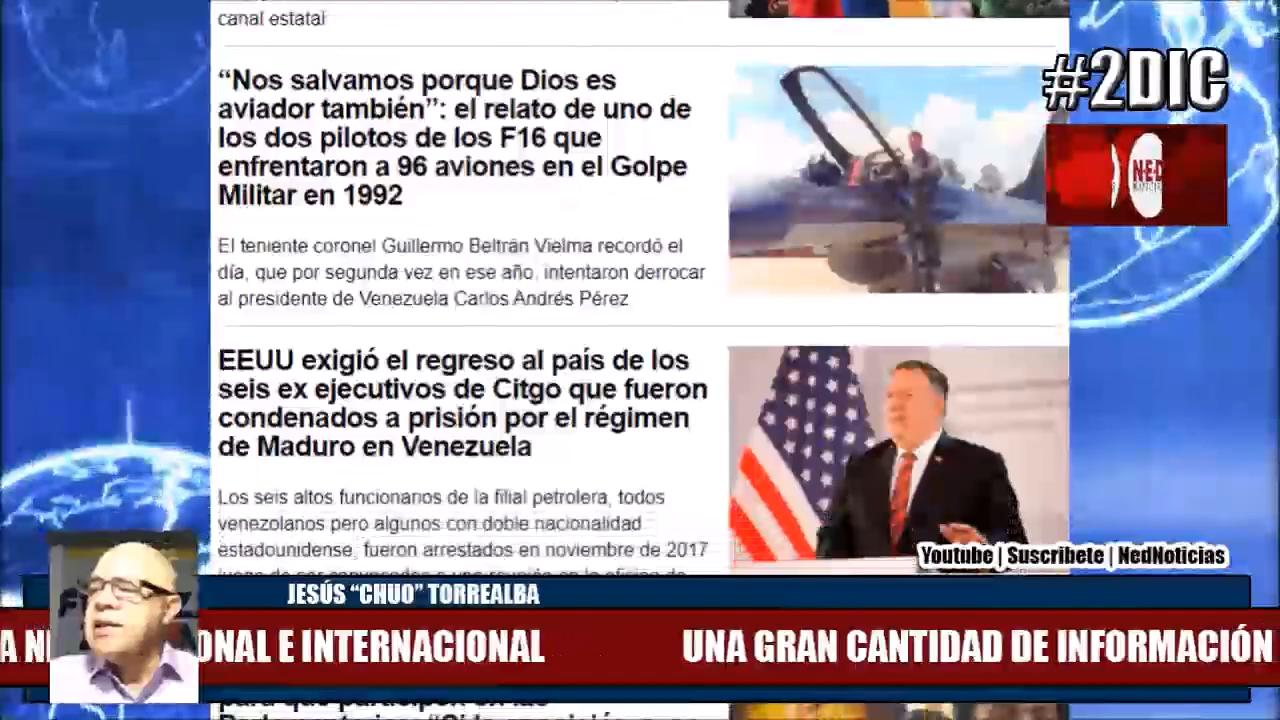 canal estatal
“Nos salvamos porque Dios es
aviador también”: el relato de uno de
los dos pilotos de los F16 que
enfrentaron a 96 aviones en el Golpe
Militar en 1992
El teniente coronel Guillermo Beltrán Vielma recordó el
día, que por segunda vez en ese año, intentaron derrocar
al presidente de Venezuela Carlos Andrés Pérez
EEUU exigió el regreso al país de los
seis ex ejecutivos de Citgo que fueron
condenados a prisión por el régimen
de Maduro en Venezuela
Los seis altos funcionarios de la filial petrolera, todos
venezolanos pero algunos con doble nacionalidad
estadounidense, fueron arrestados en noviembre de 2017
#2DIC
NED
Youtube | Suscribete | NedNoticias
JESÚS “CHUO” TORREALBA
A N
ONAL E INTERNACIONAL
UNA GRAN CANTIDAD DE INFORMACIÓN